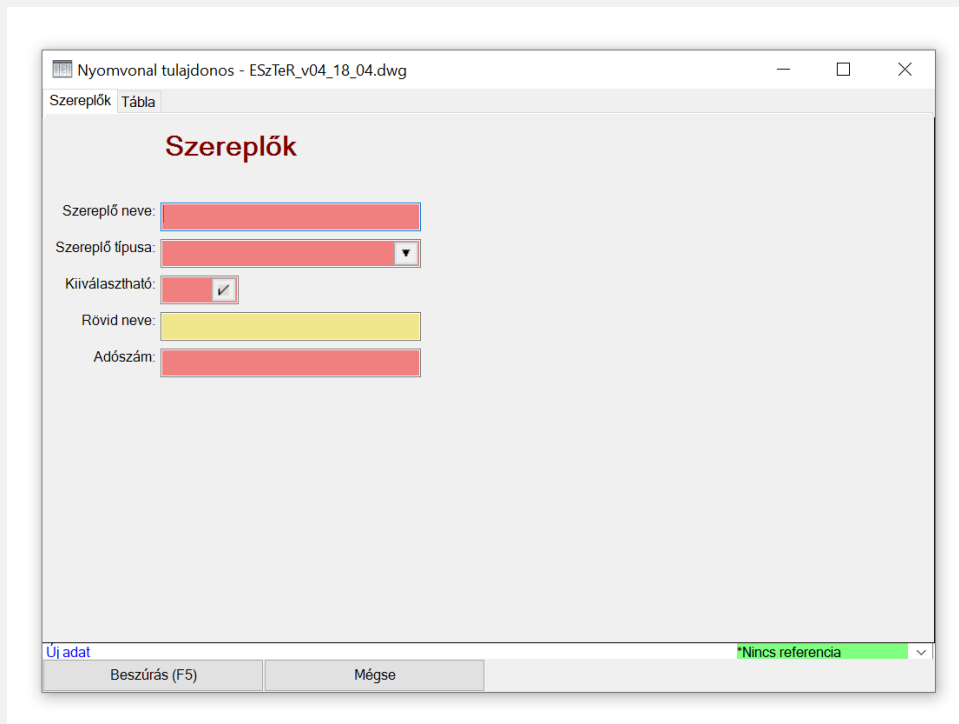 Nyomvonal tulajdonos - ESzTeR_v04_18_04.dwg
Szereplők Tábla
Szereplők
Szereplő neve:
Szereplő típusa:
Kiiválasztható:
Rövid neve:
Adószám:
Új adat *Nincs referencia
Beszúrás (F5) Mégse